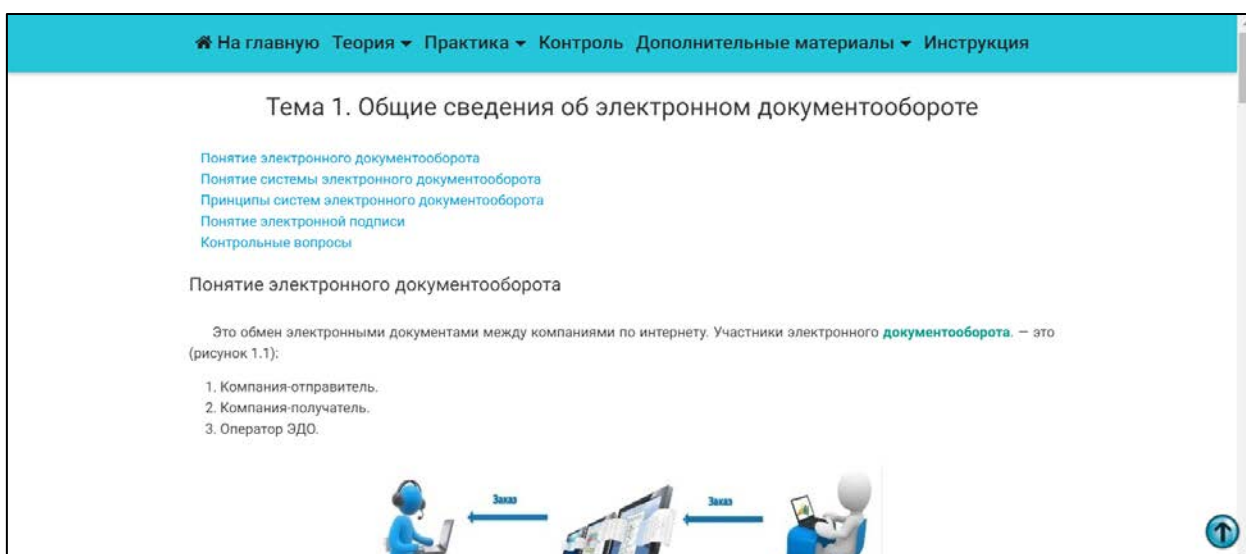 На главную Теория Практика Контроль Дополнительные материалы Инструкция
Тема 1. Общие сведения об электронном документообороте
Понятие электронного документооборота
Понятие системы электронного документооборота
Принципы систем электронного документооборота
Понятие электронной подписи
Контрольные вопросы
Понятие электронного документооборота
Это обмен электронными документами между компаниями по интернету. Участники электронного документооборота. — это
(рисунок 1.1):
1. Компания-отправитель.
2. Компания-получатель.
3. Оператор ЭДО.
Заказ Заказ